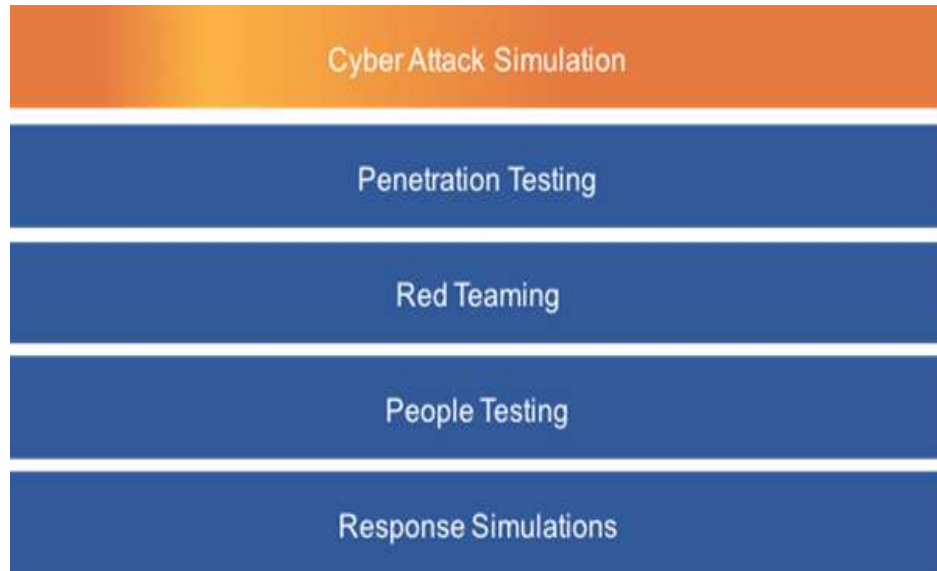 Cyber Attack Simulation
Penetration Testing
Red Teaming
People Testing
Response Simulations